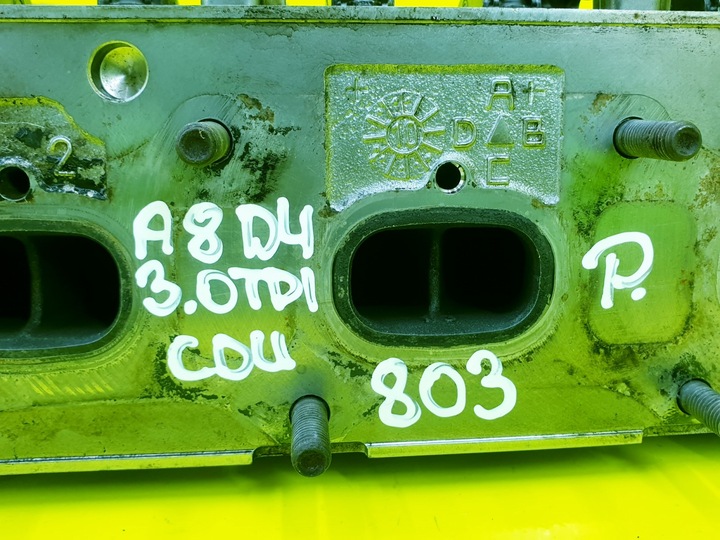 2
10
A+
D B
C
A8 D4
3.0TDI
CDU
P.
803